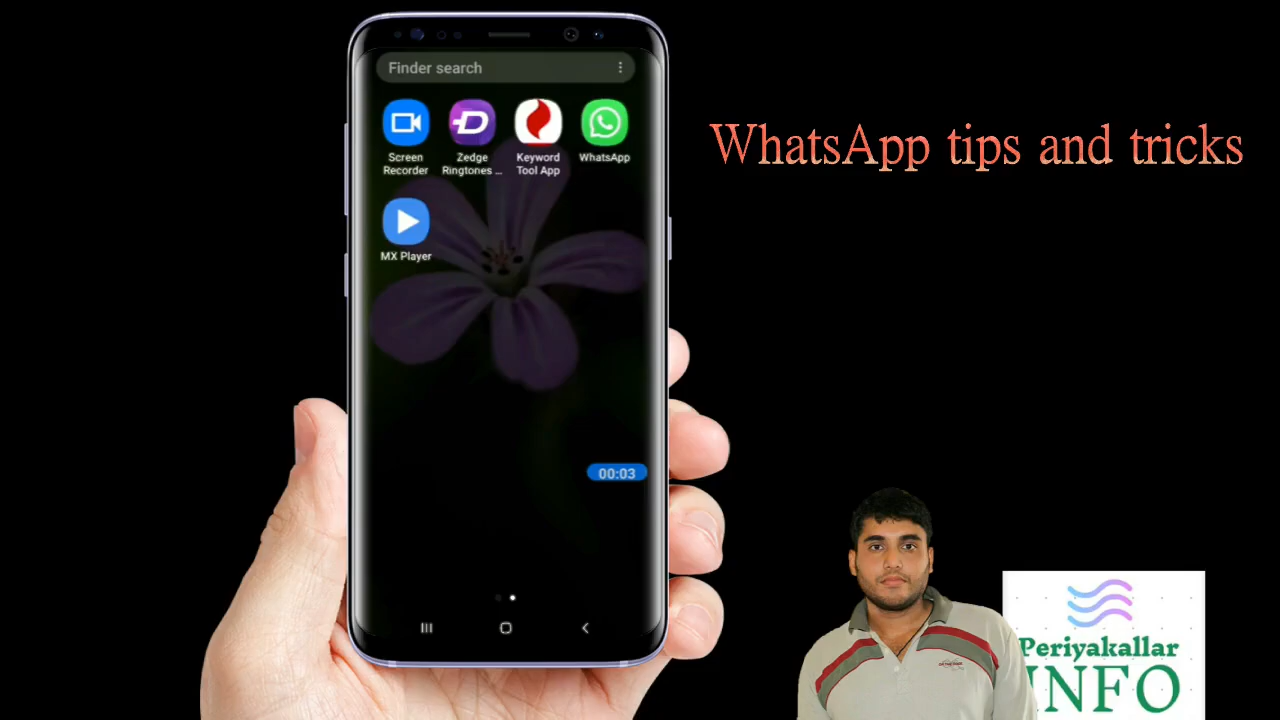 Finder search
WhatsApp tips and tricks
Screen
Recorder
Zedge
Ringtones ...
Keyword
Tool App
WhatsApp
MX Player
00:03
Periyakallar
INFO